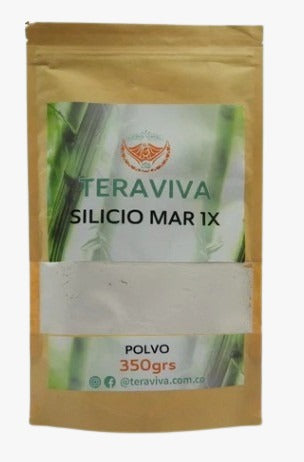 TERAVIVA
SILICIO MAR 1X
POLVO
350grs
@teraviva.com.co